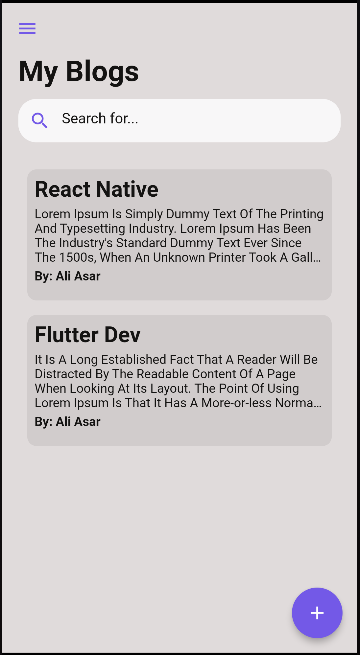 My Blogs
Search for...
React Native
Lorem Ipsum Is Simply Dummy Text Of The Printing
And Typesetting Industry. Lorem Ipsum Has Been
The Industry's Standard Dummy Text Ever Since
The 1500s, When An Unknown Printer Took A Gall...
By: Ali Asar
Flutter Dev
It Is A Long Established Fact That A Reader Will Be
Distracted By The Readable Content Of A Page
When Looking At Its Layout. The Point Of Using
Lorem Ipsum Is That It Has A More-or-less Norma...
By: Ali Asar